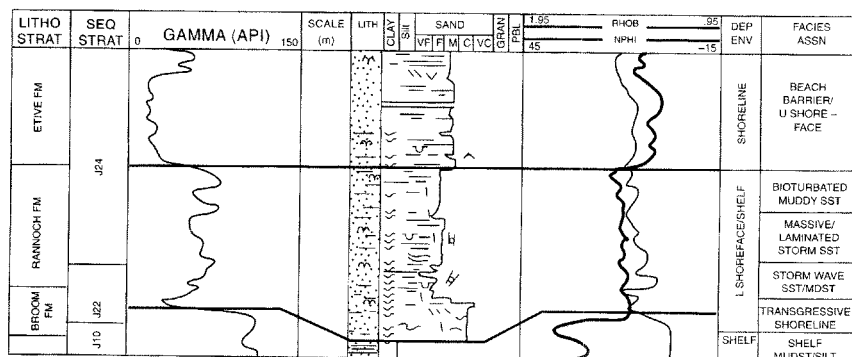 LITHO STRAT
SEQ STRAT
GAMMA (API)
0
150
SCALE (m)
LITH
CLAY
Silt
SAND
VF F M C VC
GRAN
PBL
1.95 RHOB .95
45 NPHI -15
DEP ENV
FACIES ASSN
ETIVE FM
RANNOCH FM
BROOM FM
J24
J22
J10
SHORELINE
L SHOREFACE/SHELF
SHELF
BEACH
BARRIER/
U SHORE –
FACE
BIOTURBATED
MUDDY SST
MASSIVE/
LAMINATED
STORM SST
STORM WAVE
SST/MDST
TRANSGRESSIVE
SHORELINE
SHELF
MUDST/SILT